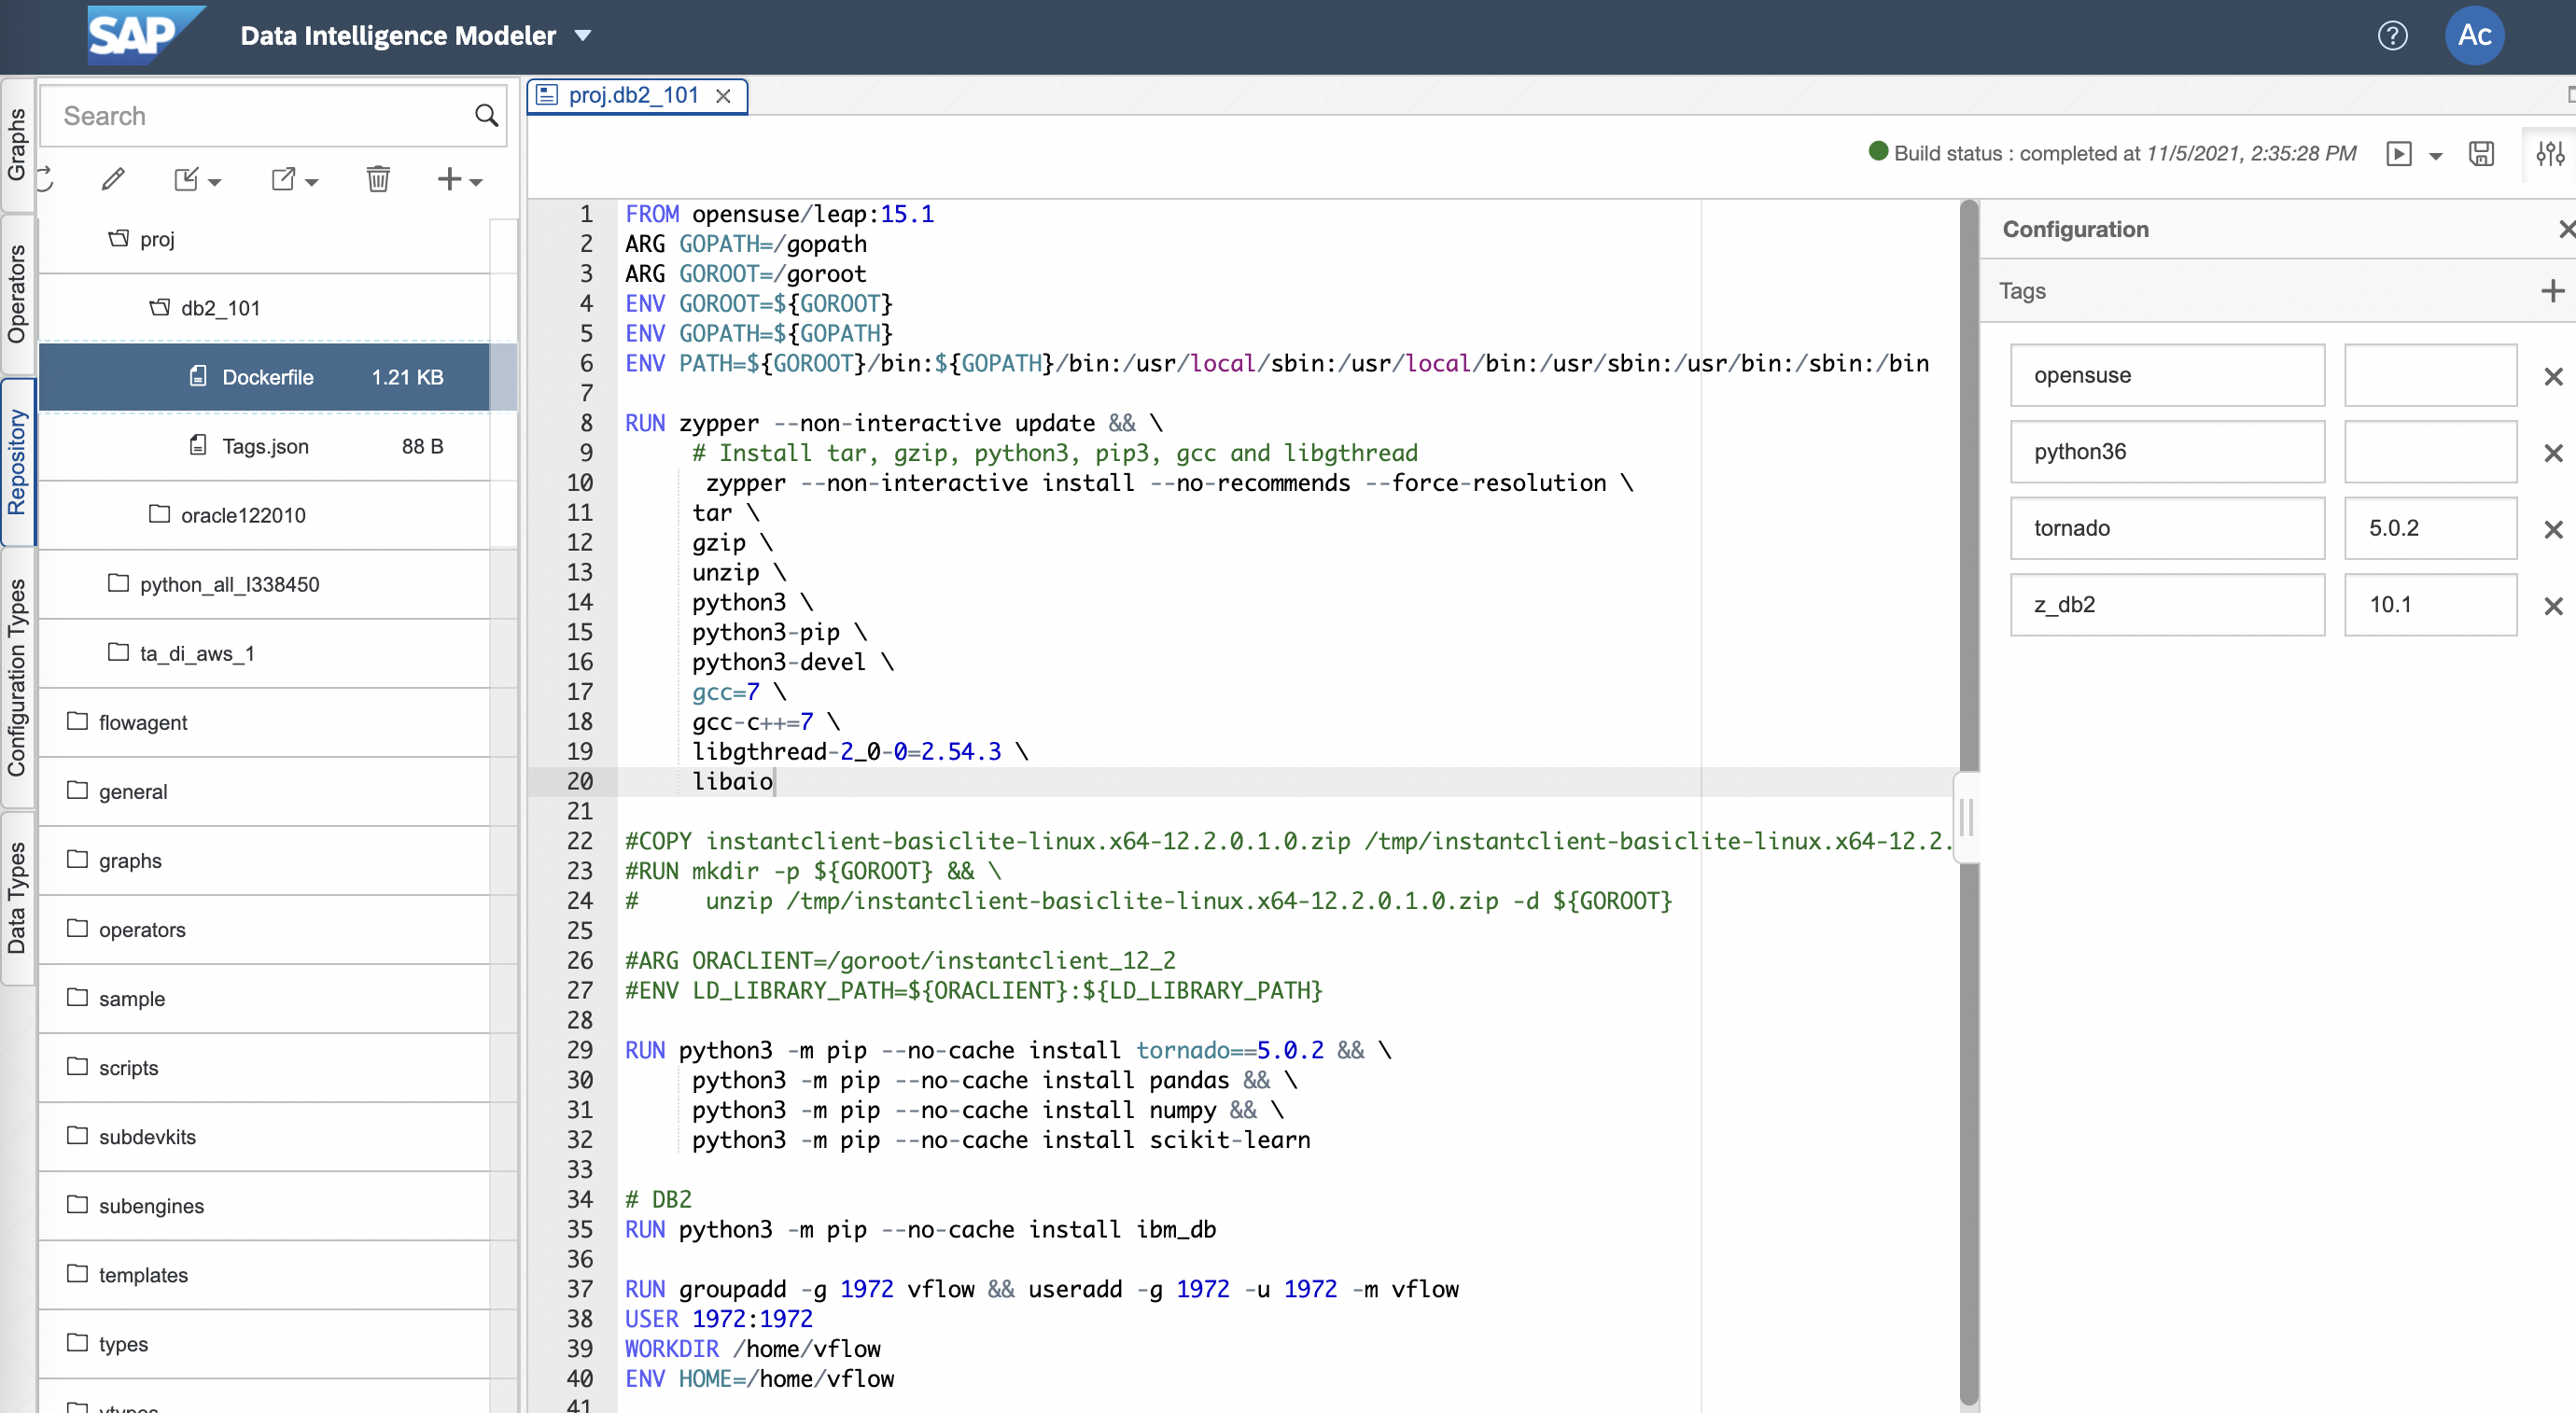 SAP Data Intelligence Modeler
Ac
Graphs
Operators
Repository
Configuration Types
Data Types
Search
proj
db2_101
Dockerfile 1.21 KB
Tags.json 88 B
oracle122010
python_all_I338450
ta_di_aws_1
flowagent
general
graphs
operators
sample
scripts
subdevkits
subengines
templates
types
vtypes
proj.db2_101
Build status : completed at 11/5/2021, 2:35:28 PM
1 FROM opensuse/leap:15.1
2 ARG GOPATH=/gopath
3 ARG GOROOT=/goroot
4 ENV GOROOT=${GOROOT}
5 ENV GOPATH=${GOPATH}
6 ENV PATH=${GOROOT}/bin:${GOPATH}/bin:/usr/local/sbin:/usr/local/bin:/usr/sbin:/usr/bin:/sbin:/bin
7
8 RUN zypper --non-interactive update && \
9 # Install tar, gzip, python3, pip3, gcc and libgthread
10 zypper --non-interactive install --no-recommends --force-resolution \
11 tar \
12 gzip \
13 unzip \
14 python3 \
15 python3-pip \
16 python3-devel \
17 gcc=7 \
18 gcc-c++=7 \
19 libgthread-2_0-0=2.54.3 \
20 libaio
21
22 #COPY instantclient-basiclite-linux.x64-12.2.0.1.0.zip /tmp/instantclient-basiclite-linux.x64-12.2.
23 #RUN mkdir -p ${GOROOT} && \
24 # unzip /tmp/instantclient-basiclite-linux.x64-12.2.0.1.0.zip -d ${GOROOT}
25
26 #ARG ORACLIENT=/goroot/instantclient_12_2
27 #ENV LD_LIBRARY_PATH=${ORACLIENT}:${LD_LIBRARY_PATH}
28
29 RUN python3 -m pip --no-cache install tornado==5.0.2 && \
30 python3 -m pip --no-cache install pandas && \
31 python3 -m pip --no-cache install numpy && \
32 python3 -m pip --no-cache install scikit-learn
33
34 # DB2
35 RUN python3 -m pip --no-cache install ibm_db
36
37 RUN groupadd -g 1972 vflow && useradd -g 1972 -u 1972 -m vflow
38 USER 1972:1972
39 WORKDIR /home/vflow
40 ENV HOME=/home/vflow
41
Configuration
Tags
opensuse
python36
tornado 5.0.2
z_db2 10.1